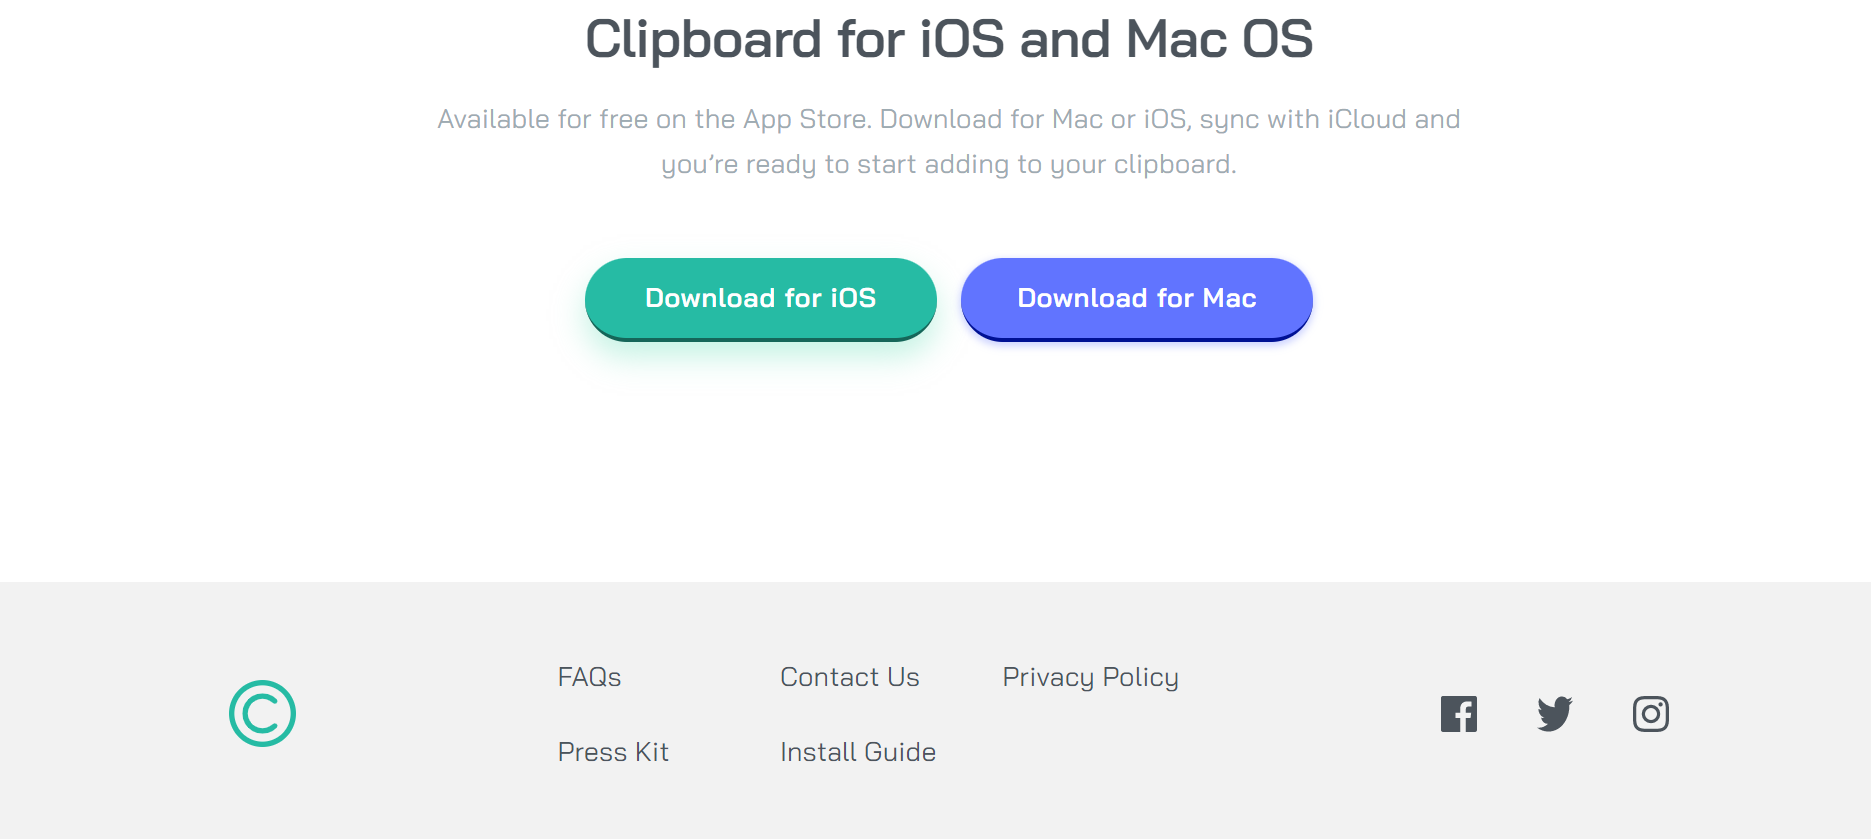 Clipboard for iOS and Mac OS
Available for free on the App Store. Download for Mac or iOS, sync with iCloud and
you’re ready to start adding to your clipboard.
Download for iOS
Download for Mac
FAQs
Contact Us
Privacy Policy
Press Kit
Install Guide